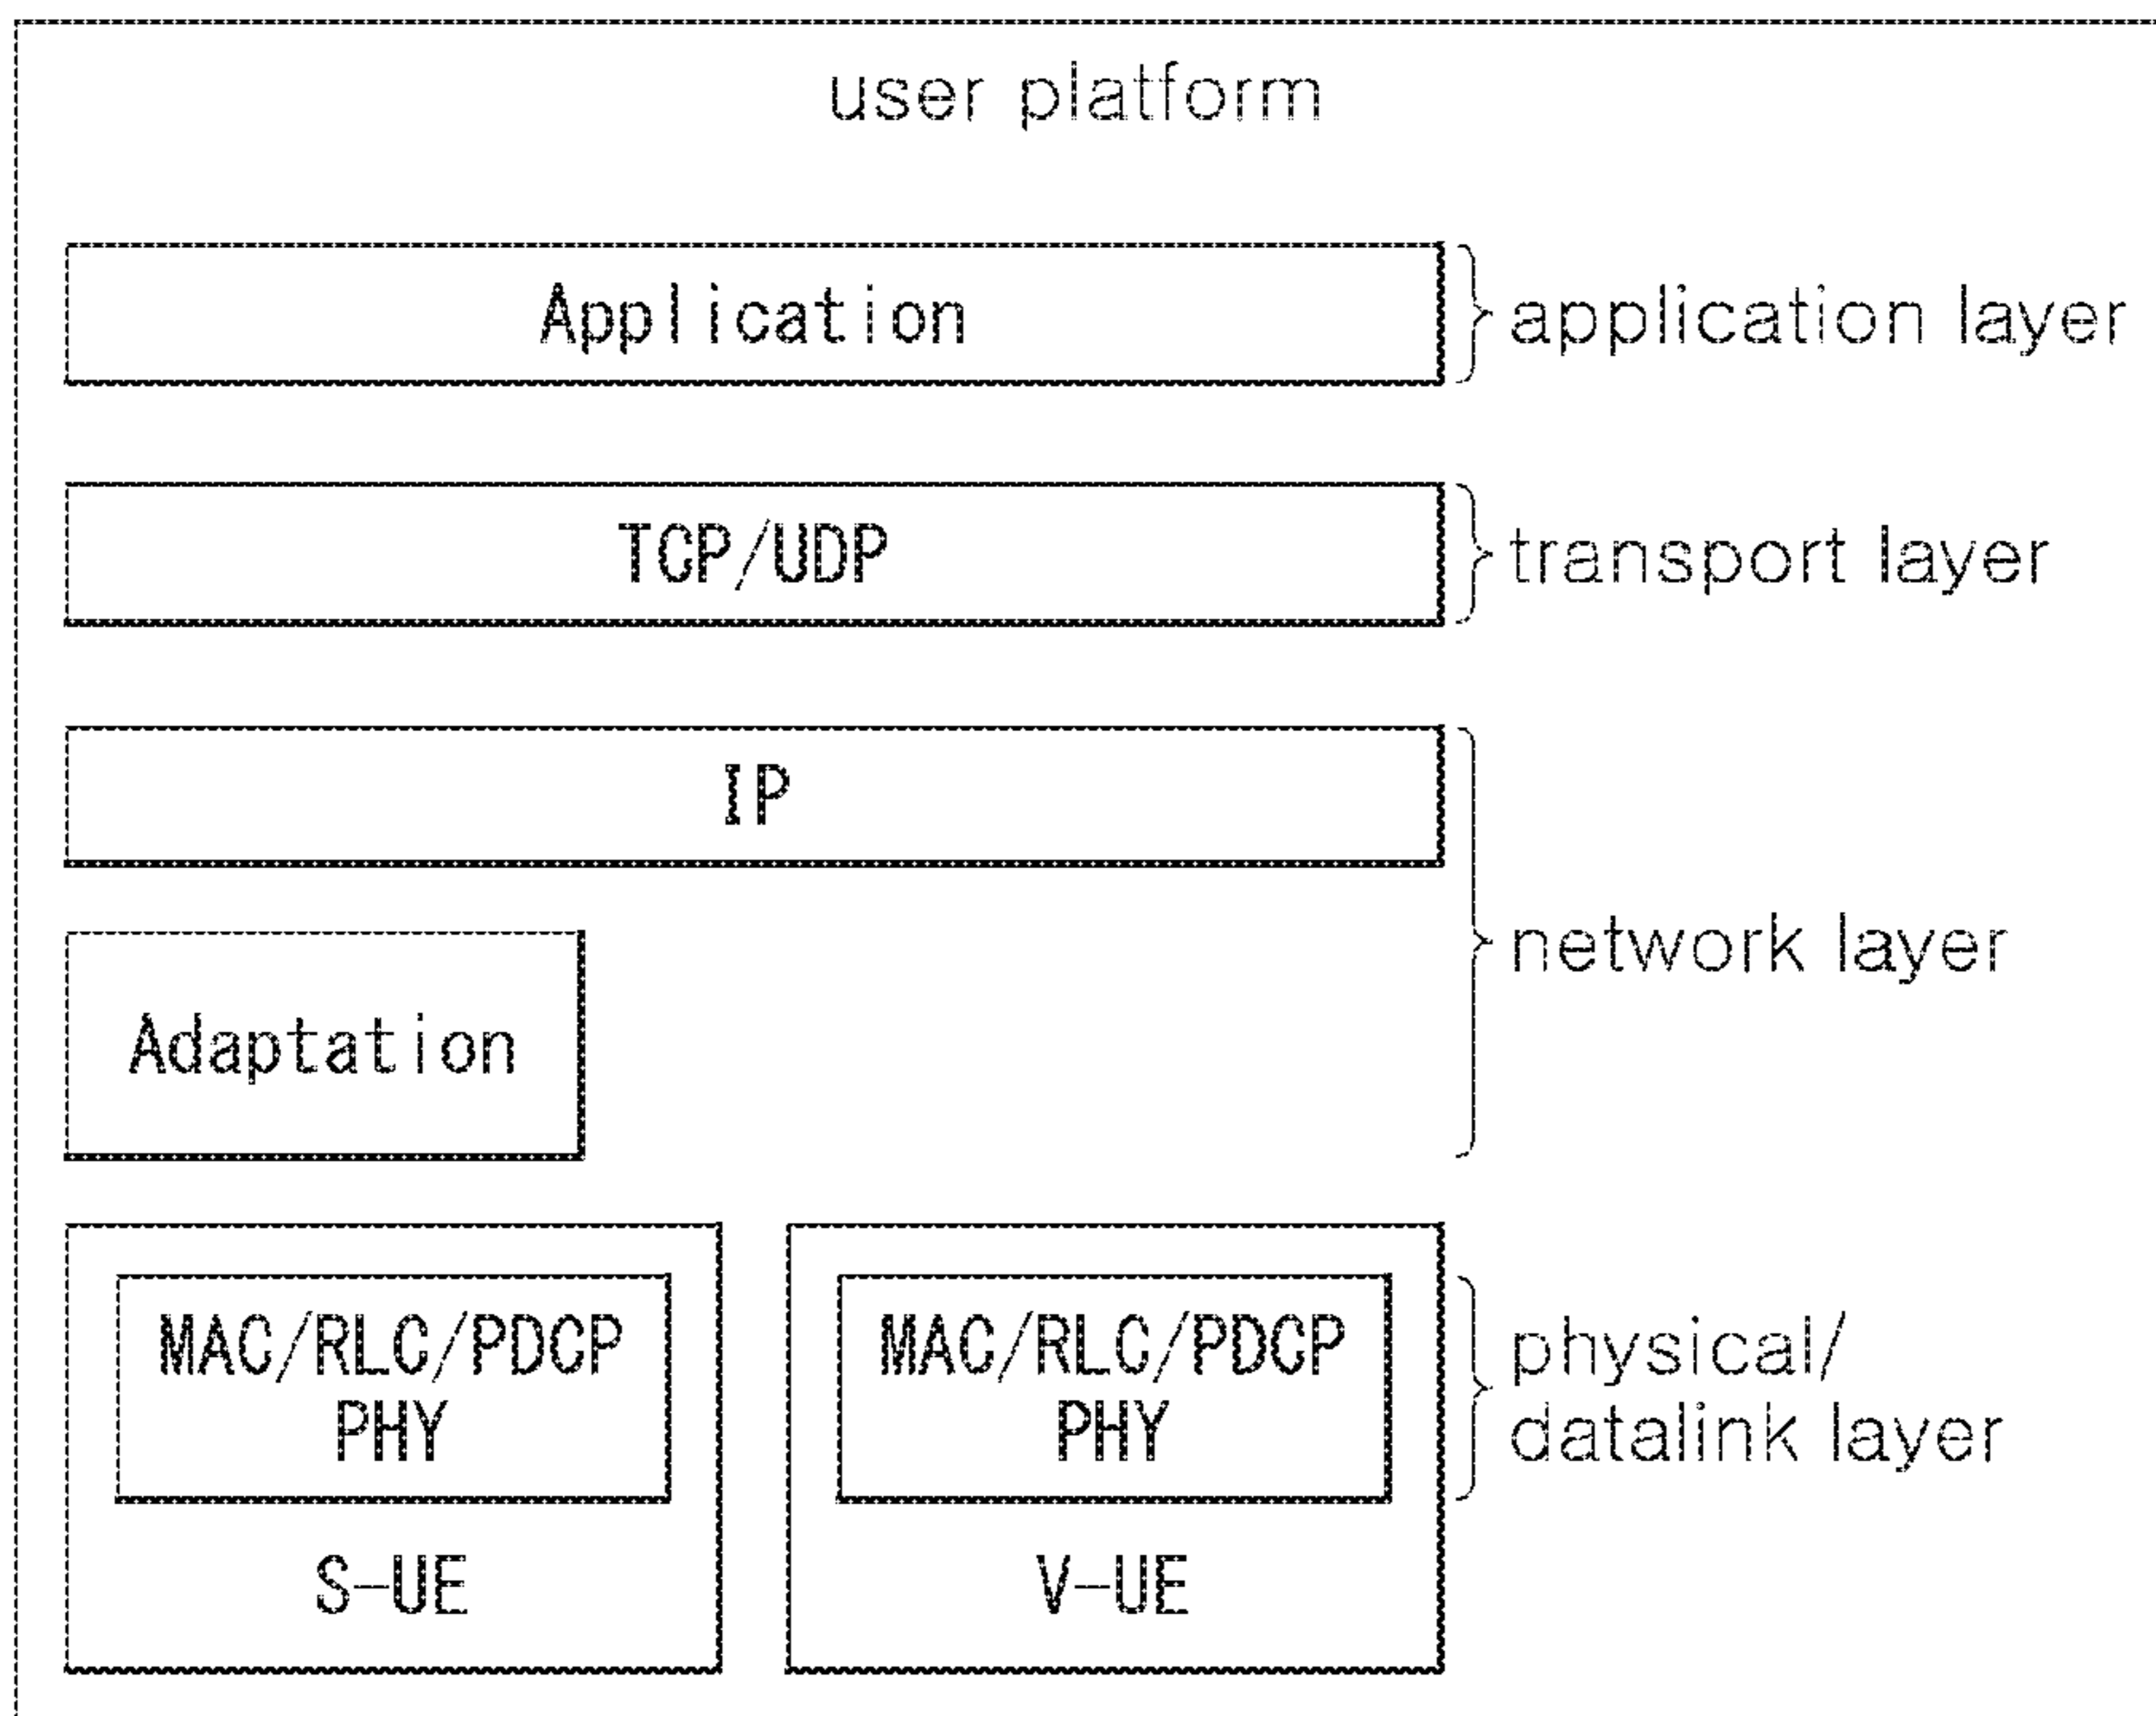 user platform
Application
application layer
TCP/UDP
transport layer
IP
network layer
Adaptation
MAC/RLC/PDCP
PHY
S-UE
MAC/RLC/PDCP
PHY
V-UE
physical/
datalink layer